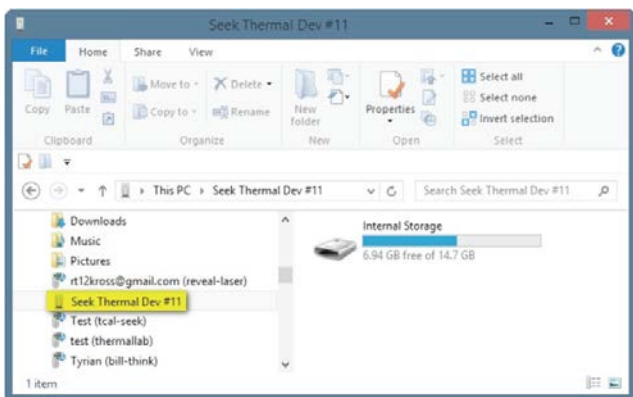 Seek Thermal Dev #11
File Home Share View
Copy Paste Move to Copy to Delete Rename New folder Properties Select all Select none Invert selection
Clipboard Organize New Open Select
This PC Seek Thermal Dev #11 Search Seek Thermal Dev #11
Downloads
Music
Pictures
rt12kross@gmail.com (reveal-laser)
Seek Thermal Dev #11
Test (tcal-seek)
test (thermallab)
Tyrian (bill-think)
Internal Storage
6.94 GB free of 14.7 GB
1 item